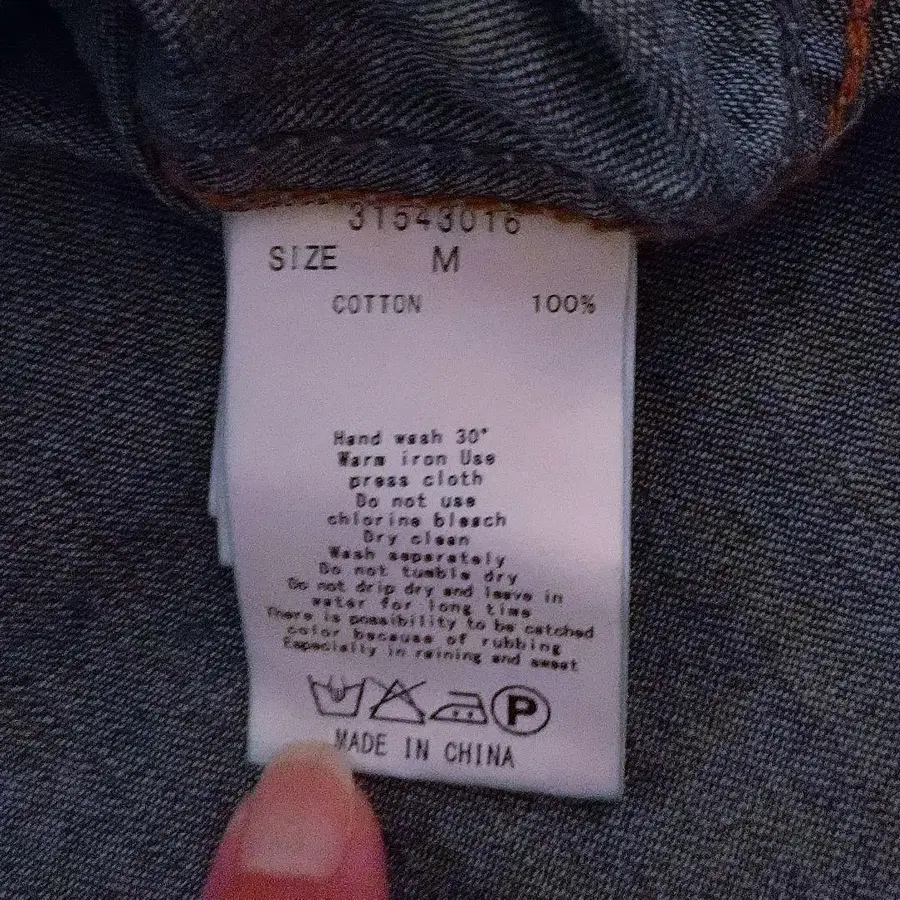 31543016
SIZE M
COTTON 100%
Hand wash 30°
Warm iron Use
press cloth
Do not use
chlorine bleach
Dry clean
Wash separately
Do not tumble dry
Do not drip dry and leave in
water for long time
There is possibility to be catched
color because of rubbing
Especially in raining and sweat
P
MADE IN CHINA